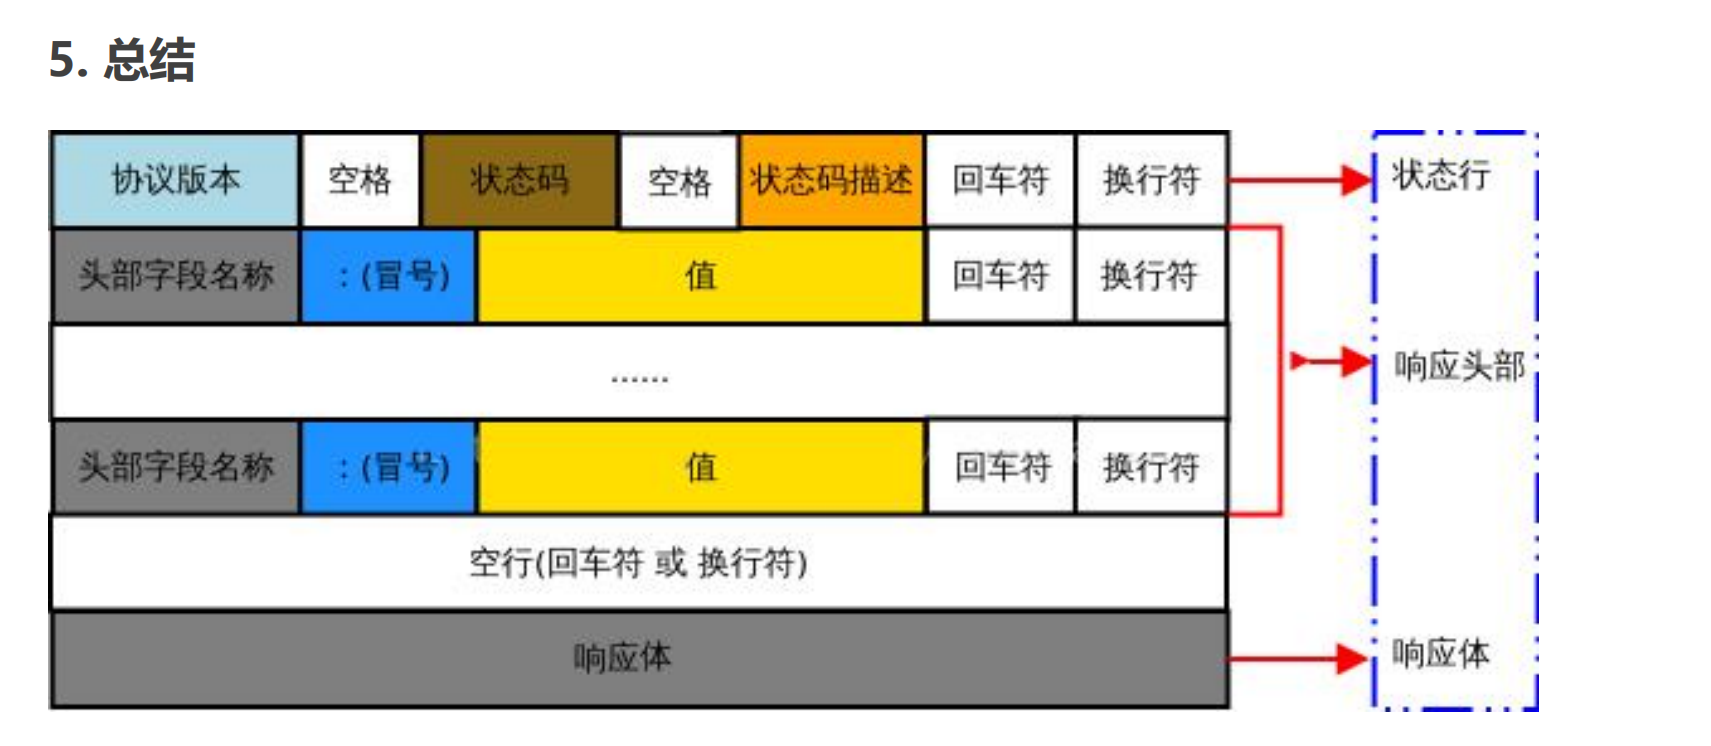 5. 总结
协议版本 空格 状态码 空格 状态码描述 回车符 换行符 状态行
头部字段名称 : (冒号) 值 回车符 换行符
...... 响应头部
头部字段名称 : (冒号) 值 回车符 换行符
空行(回车符 或 换行符)
响应体 响应体